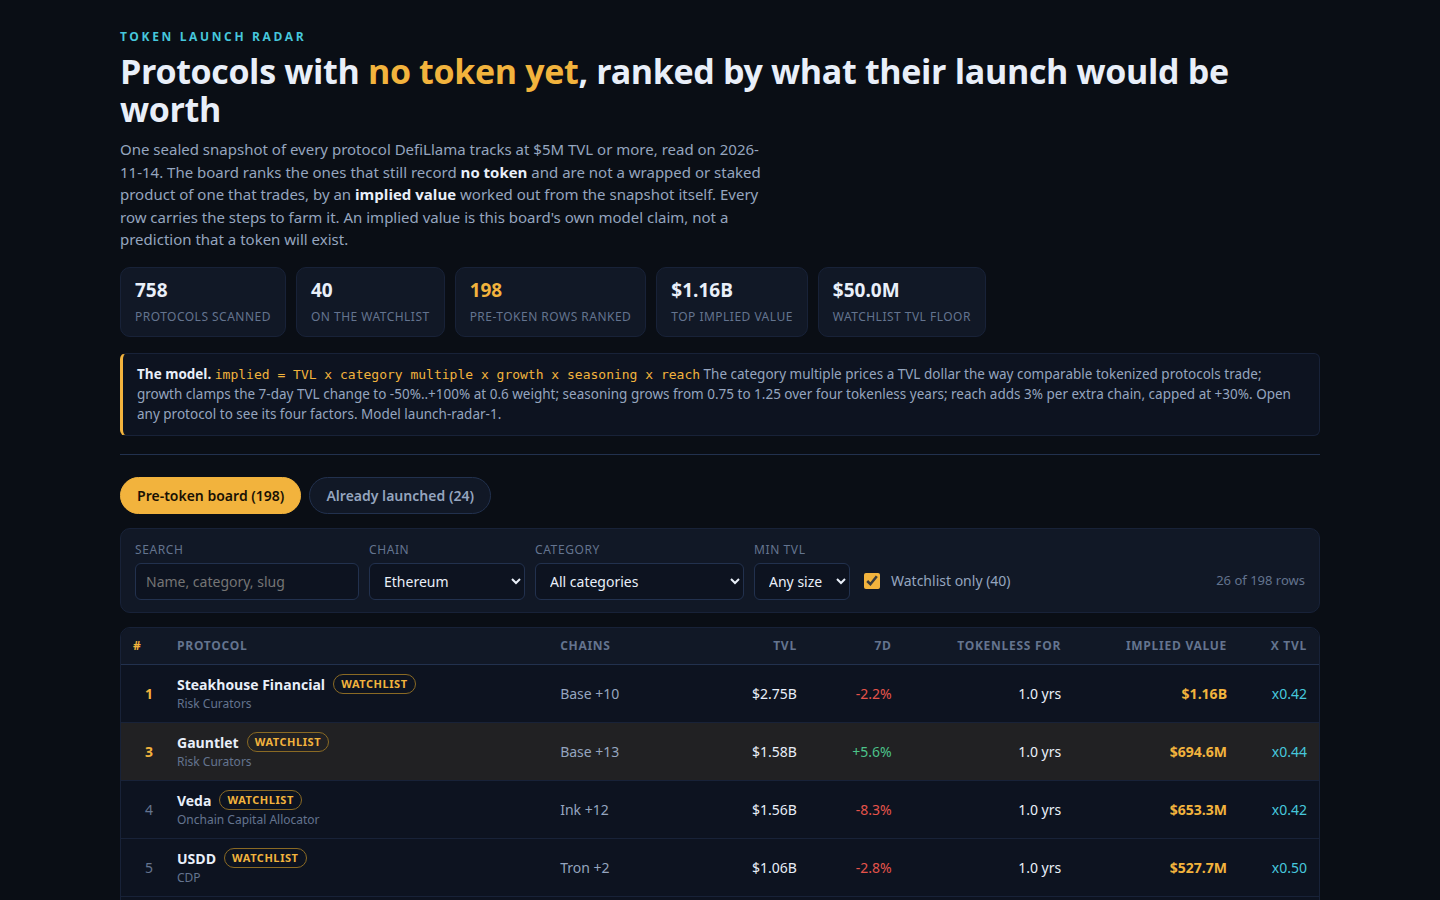 TOKEN LAUNCH RADAR
Protocols with no token yet, ranked by what their launch would be
worth
One sealed snapshot of every protocol DefiLlama tracks at $5M TVL or more, read on 2026-
11-14. The board ranks the ones that still record no token and are not a wrapped or staked
product of one that trades, by an implied value worked out from the snapshot itself. Every
row carries the steps to farm it. An implied value is this board's own model claim, not a
prediction that a token will exist.
758
PROTOCOLS SCANNED
40
ON THE WATCHLIST
198
PRE-TOKEN ROWS RANKED
$1.16B
TOP IMPLIED VALUE
$50.0M
WATCHLIST TVL FLOOR
The model. implied = TVL x category multiple x growth x seasoning x reach The category multiple prices a TVL dollar the way comparable tokenized protocols trade;
growth clamps the 7-day TVL change to -50%..+100% at 0.6 weight; seasoning grows from 0.75 to 1.25 over four tokenless years; reach adds 3% per extra chain, capped at +30%. Open
any protocol to see its four factors. Model launch-radar-1.
Pre-token board (198) Already launched (24)
SEARCH CHAIN CATEGORY MIN TVL
Name, category, slug Ethereum All categories Any size Watchlist only (40) 26 of 198 rows
# PROTOCOL CHAINS TVL 7D TOKENLESS FOR IMPLIED VALUE X TVL
1 Steakhouse Financial WATCHLIST Base +10 $2.75B -2.2% 1.0 yrs $1.16B x0.42
Risk Curators
3 Gauntlet WATCHLIST Base +13 $1.58B +5.6% 1.0 yrs $694.6M x0.44
Risk Curators
4 Veda WATCHLIST Ink +12 $1.56B -8.3% 1.0 yrs $653.3M x0.42
Onchain Capital Allocator
5 USDD WATCHLIST Tron +2 $1.06B -2.8% 1.0 yrs $527.7M x0.50
CDP